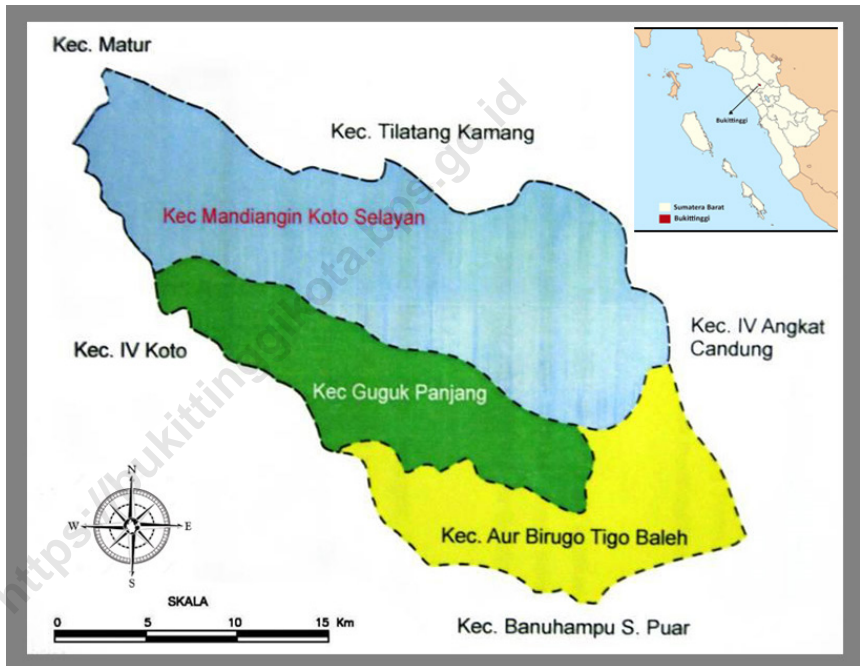 Kec. Matur
Kec. Tilatang Kamang
Bukittinggi
Sumatera Barat
Bukittinggi
Kec Mandiangin Koto Selayan
Kec. IV Angkat
Candung
Kec. IV Koto
Kec Guguk Panjang
N
W
E
S
Kec. Aur Birugo Tigo Baleh
SKALA
0 5 10 15 Km
Kec. Banuhampu S. Puar
https://bukittinggikota.bps.go.id